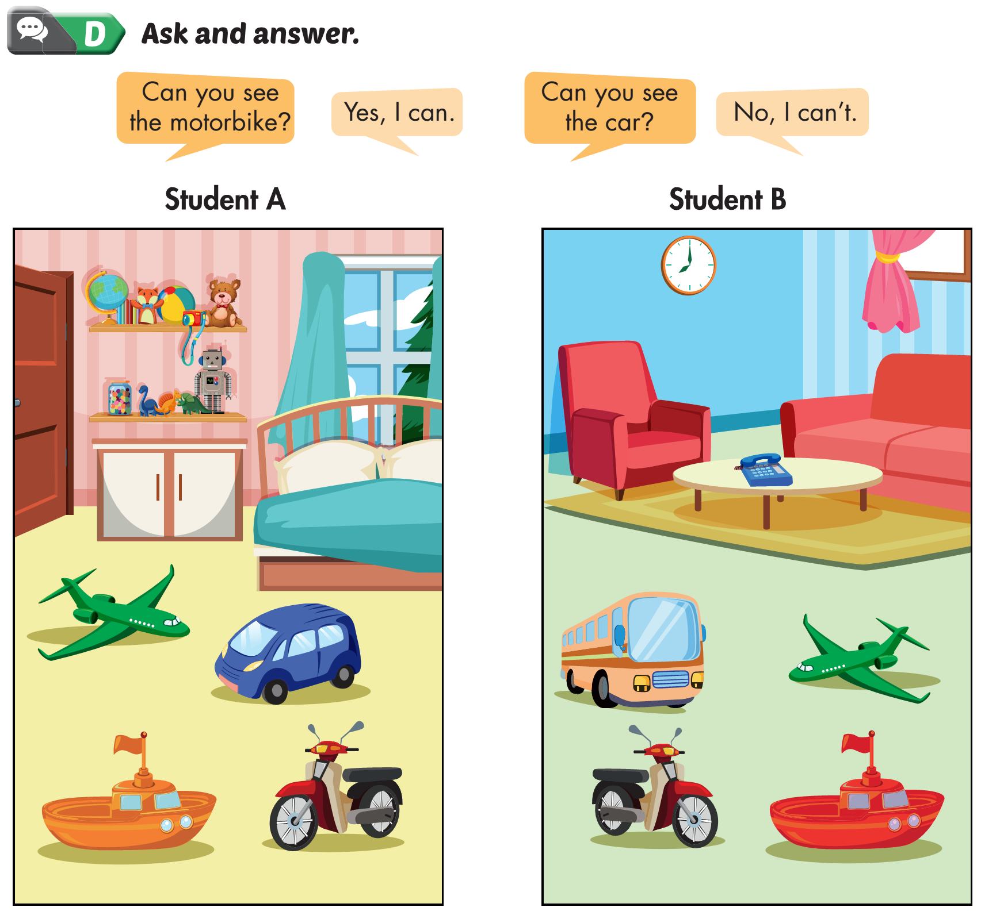 D Ask and answer.
Can you see
the motorbike?
Yes, I can.
Can you see
the car?
No, I can't.
Student A
Student B